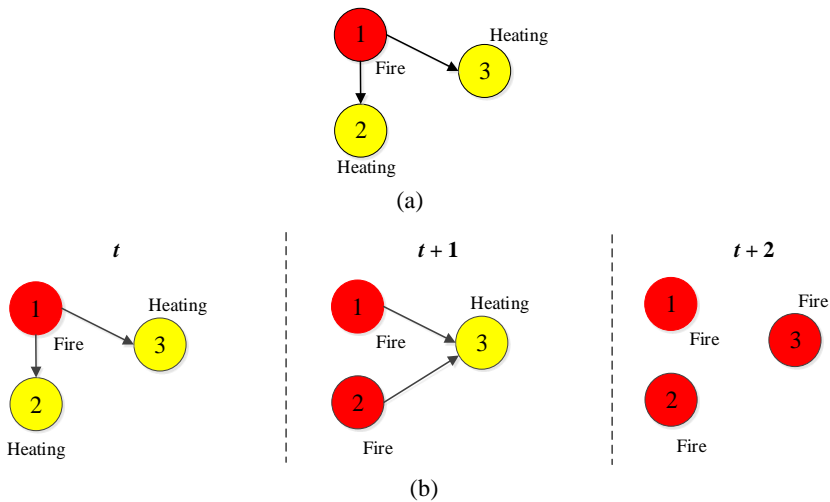 1
Heating
3
Fire
2
Heating
(a)
t
t + 1
t + 2
1
Heating
3
Fire
2
Heating
1
Heating
3
Fire
2
Fire
1
Fire
3
Fire
2
Fire
(b)